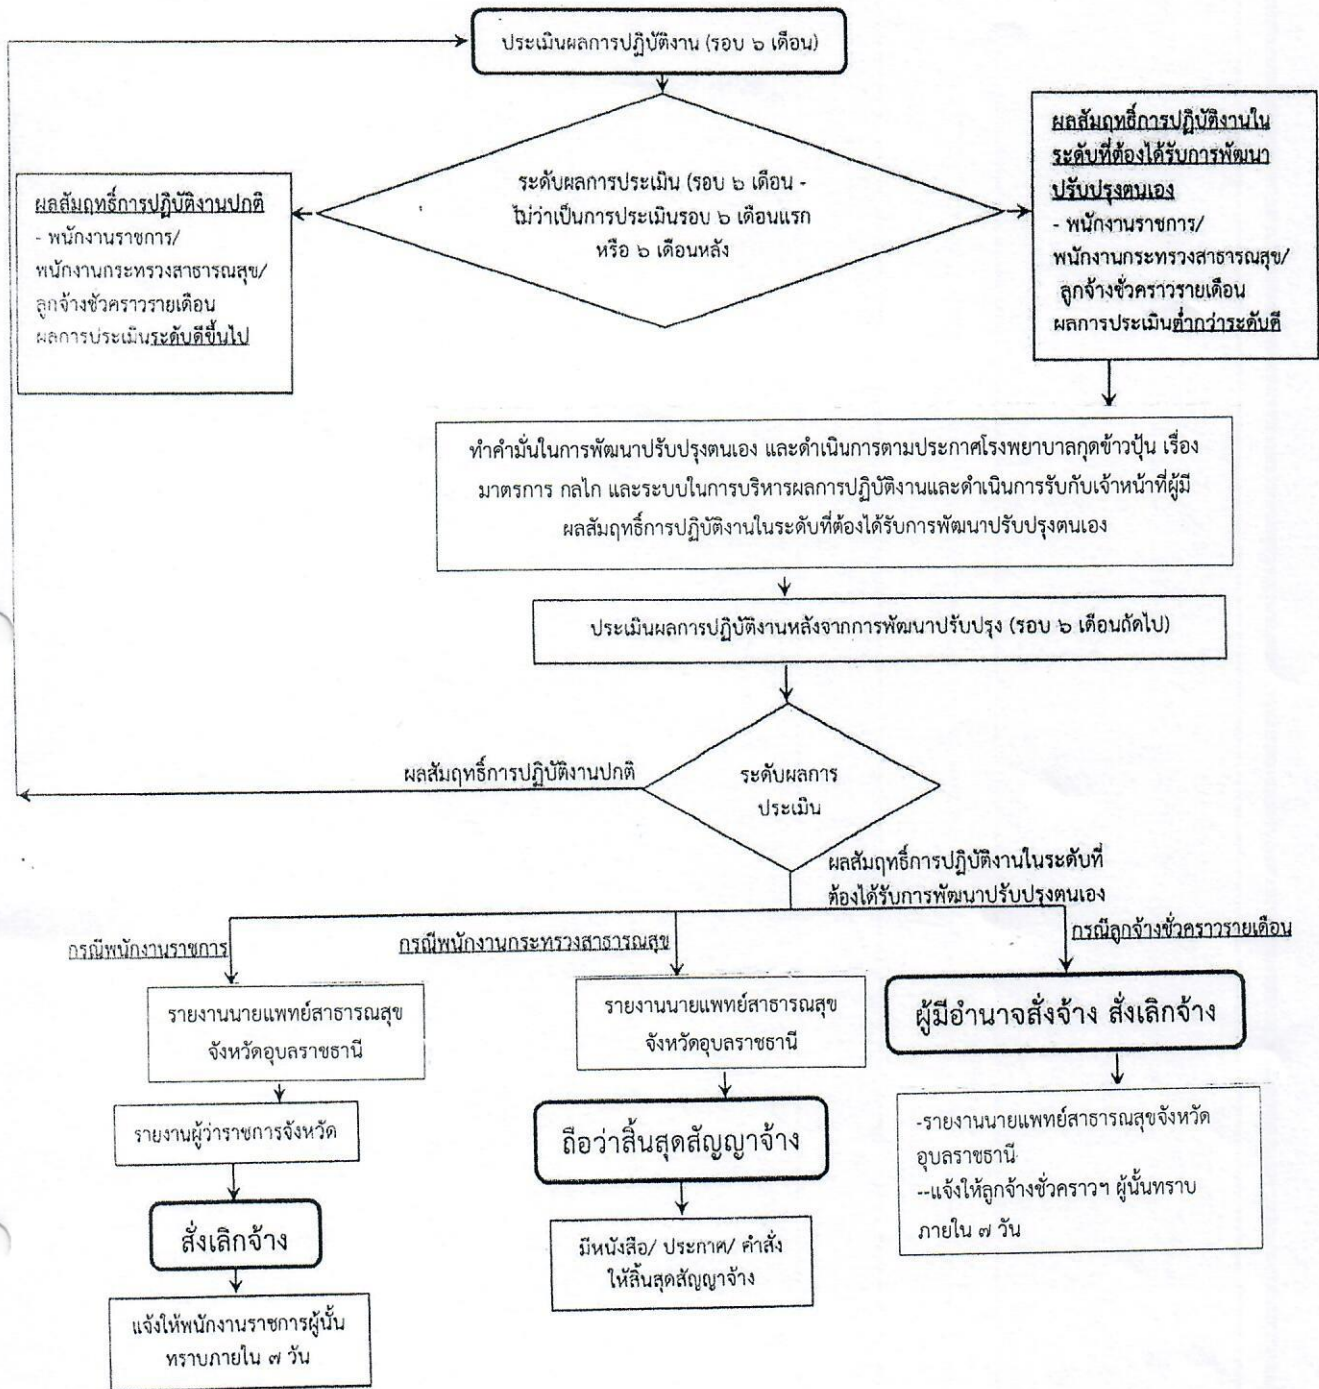 ประเมินผลการปฏิบัติงาน (รอบ ๖ เดือน)
ระดับผลการประเมิน (รอบ ๖ เดือน -
ไม่ว่าเป็นการประเมินรอบ ๖ เดือนแรก
หรือ ๖ เดือนหลัง
ผลสัมฤทธิ์การปฏิบัติงานปกติ
- พนักงานราชการ/
พนักงานกระทรวงสาธารณสุข/
ลูกจ้างชั่วคราวรายเดือน
ผลการประเมินระดับดีขึ้นไป
ผลสัมฤทธิ์การปฏิบัติงานใน
ระดับที่ต้องได้รับการพัฒนา
ปรับปรุงตนเอง
- พนักงานราชการ/
พนักงานกระทรวงสาธารณสุข/
ลูกจ้างชั่วคราวรายเดือน
ผลการประเมินต่ำกว่าระดับดี
ทำคำมั่นในการพัฒนาปรับปรุงตนเอง และดำเนินการตามประกาศโรงพยาบาลกุดข้าวปุ้น เรื่อง
มาตรการ กลไก และระบบในการบริหารผลการปฏิบัติงานและดำเนินการรับกับเจ้าหน้าที่ผู้มี
ผลสัมฤทธิ์การปฏิบัติงานในระดับที่ต้องได้รับการพัฒนาปรับปรุงตนเอง
ประเมินผลการปฏิบัติงานหลังจากการพัฒนาปรับปรุง (รอบ ๖ เดือนถัดไป)
ผลสัมฤทธิ์การปฏิบัติงานปกติ
ระดับผลการ
ประเมิน
ผลสัมฤทธิ์การปฏิบัติงานในระดับที่
ต้องได้รับการพัฒนาปรับปรุงตนเอง
กรณีพนักงานราชการ
รายงานนายแพทย์สาธารณสุข
จังหวัดอุบลราชธานี
รายงานผู้ว่าราชการจังหวัด
สั่งเลิกจ้าง
แจ้งให้พนักงานราชการผู้นั้น
ทราบภายใน ๗ วัน
กรณีพนักงานกระทรวงสาธารณสุข
รายงานนายแพทย์สาธารณสุข
จังหวัดอุบลราชธานี
ถือว่าสิ้นสุดสัญญาจ้าง
มีหนังสือ/ ประกาศ/ คำสั่ง
ให้สิ้นสุดสัญญาจ้าง
กรณีลูกจ้างชั่วคราวรายเดือน
ผู้มีอำนาจสั่งจ้าง สั่งเลิกจ้าง
-รายงานนายแพทย์สาธารณสุขจังหวัด
อุบลราชธานี
--แจ้งให้ลูกจ้างชั่วคราวฯ ผู้นั้นทราบ
ภายใน ๗ วัน